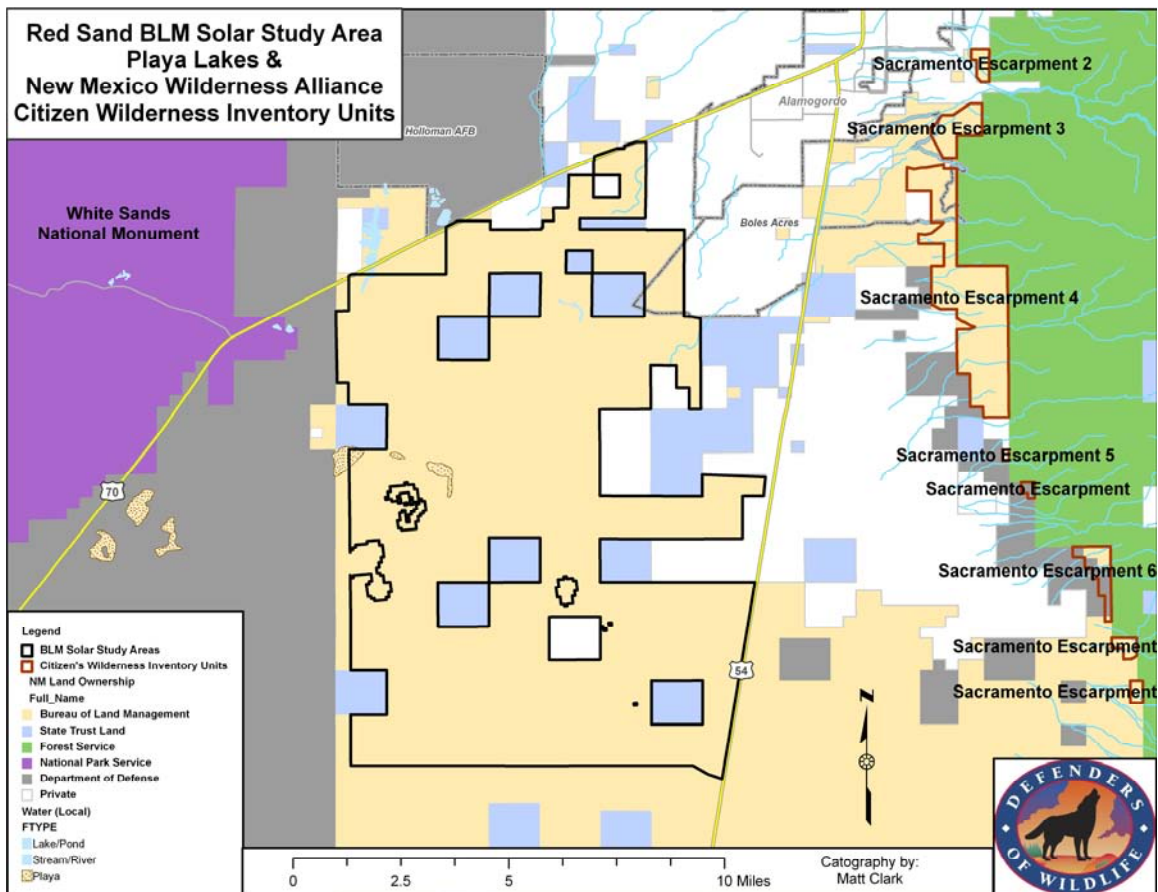 Red Sand BLM Solar Study Area
Playa Lakes &
New Mexico Wilderness Alliance
Citizen Wilderness Inventory Units
Holloman AFB
Alamogordo
Boles Acres
White Sands
National Monument
Sacramento Escarpment 2
Sacramento Escarpment 3
Sacramento Escarpment 4
Sacramento Escarpment 5
Sacramento Escarpment
Sacramento Escarpment 6
Sacramento Escarpment
Sacramento Escarpment
70
54
N
Legend
BLM Solar Study Areas
Citizen's Wilderness Inventory Units
NM Land Ownership
Full_Name
Bureau of Land Management
State Trust Land
Forest Service
National Park Service
Department of Defense
Private
Water (Local)
FTYPE
Lake/Pond
Stream/River
Playa
0 2.5 5 10 Miles
Catography by:
Matt Clark
DEFENDERS
OF WILDLIFE